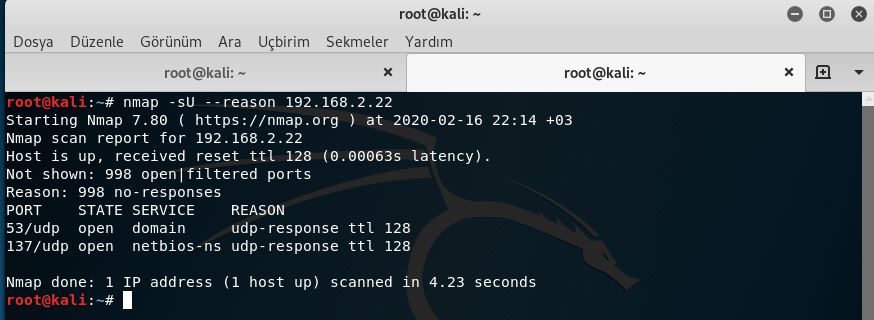 root@kali: ~
Dosya Düzenle Görünüm Ara Uçbirim Sekmeler Yardım
root@kali: ~ root@kali: ~
root@kali:~# nmap -sU --reason 192.168.2.22
Starting Nmap 7.80 ( https://nmap.org ) at 2020-02-16 22:14 +03
Nmap scan report for 192.168.2.22
Host is up, received reset ttl 128 (0.00063s latency).
Not shown: 998 open|filtered ports
Reason: 998 no-responses
PORT    STATE SERVICE    REASON
53/udp  open  domain     udp-response ttl 128
137/udp open  netbios-ns udp-response ttl 128
Nmap done: 1 IP address (1 host up) scanned in 4.23 seconds
root@kali:~#